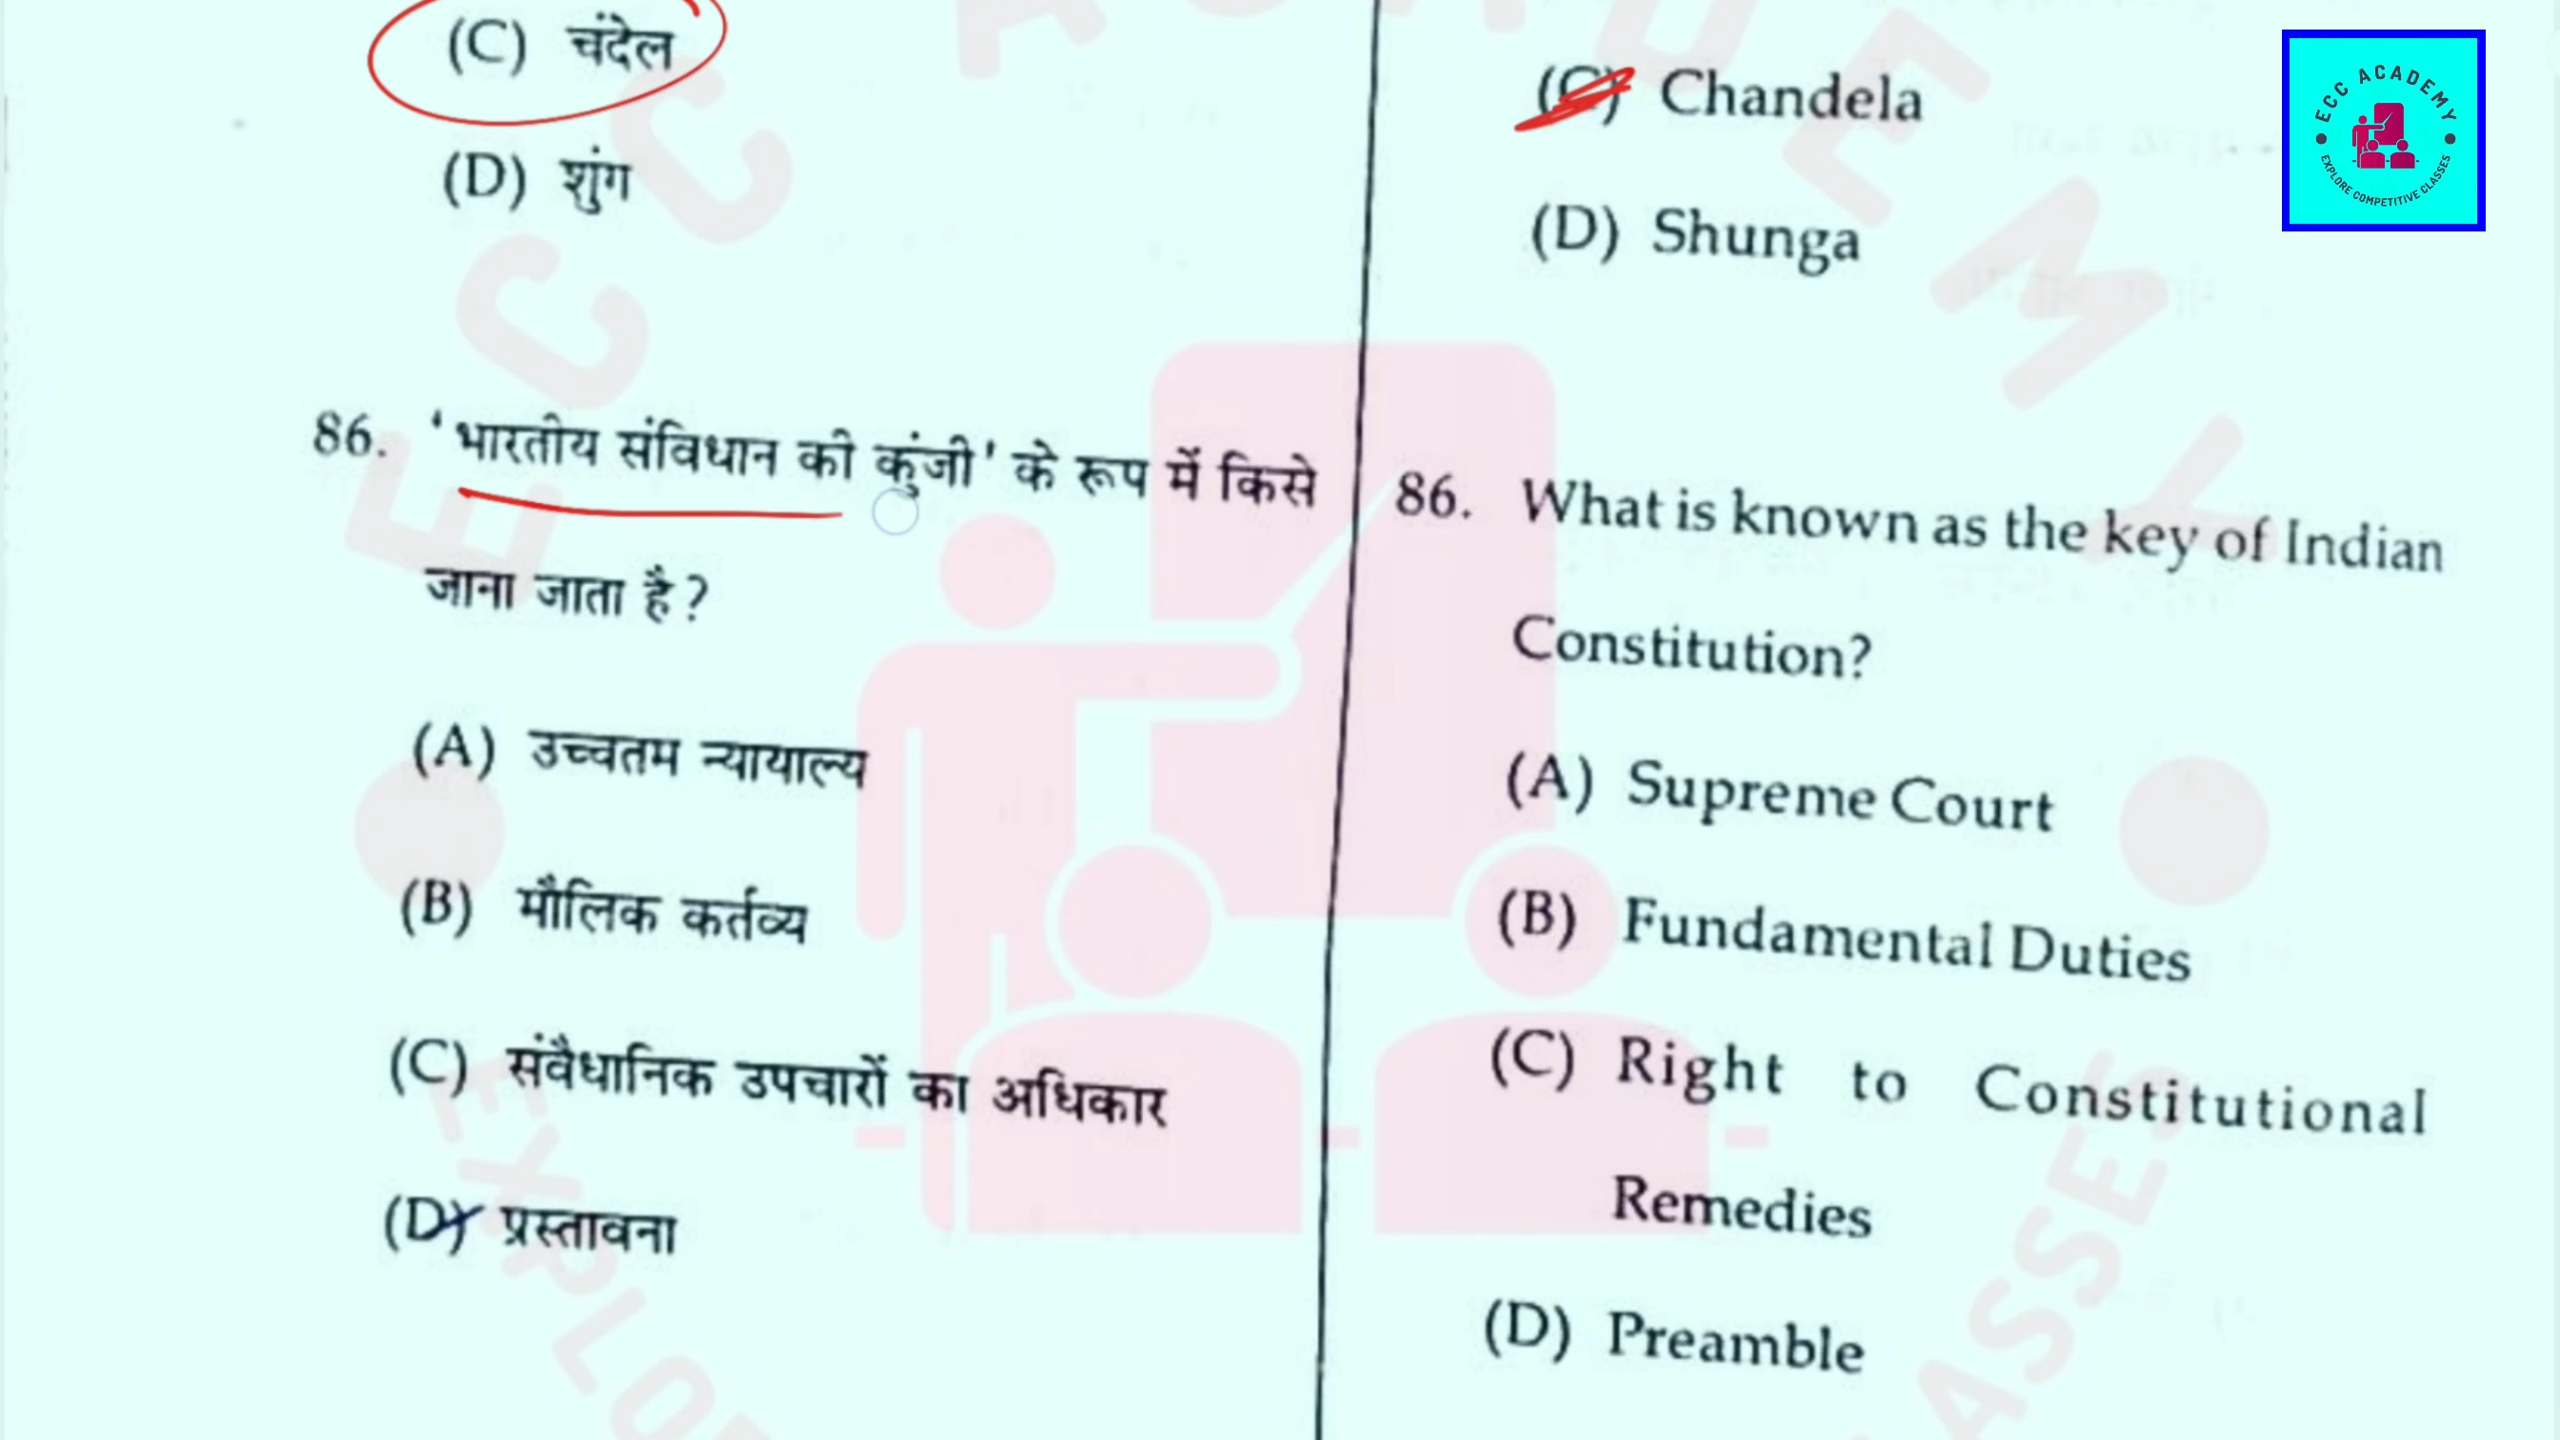 (C) चंदेल
(D) शुंग
86. 'भारतीय संविधान की कुंजी' के रूप में किसे
जाना जाता है?
(A) उच्चतम न्यायाल्य
(B) मौलिक कर्तव्य
(C) संवैधानिक उपचारों का अधिकार
(D) प्रस्तावना
(C) Chandela
(D) Shunga
86. What is known as the key of Indian
Constitution?
(A) Supreme Court
(B) Fundamental Duties
(C) Right to Constitutional
Remedies
(D) Preamble
ECC ACADEMY
EXPLORE COMPETITIVE CLASSES